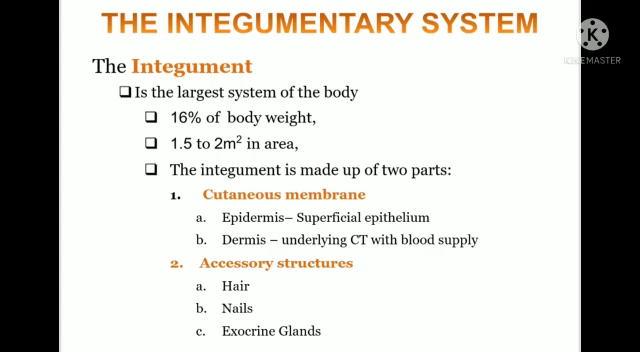 THE INTEGUMENTARY SYSTEM
K
KINEMASTER
The Integument
❑ Is the largest system of the body
❑ 16% of body weight,
❑ 1.5 to 2m² in area,
❑ The integument is made up of two parts:
1. Cutaneous membrane
a. Epidermis– Superficial epithelium
b. Dermis – underlying CT with blood supply
2. Accessory structures
a. Hair
b. Nails
c. Exocrine Glands